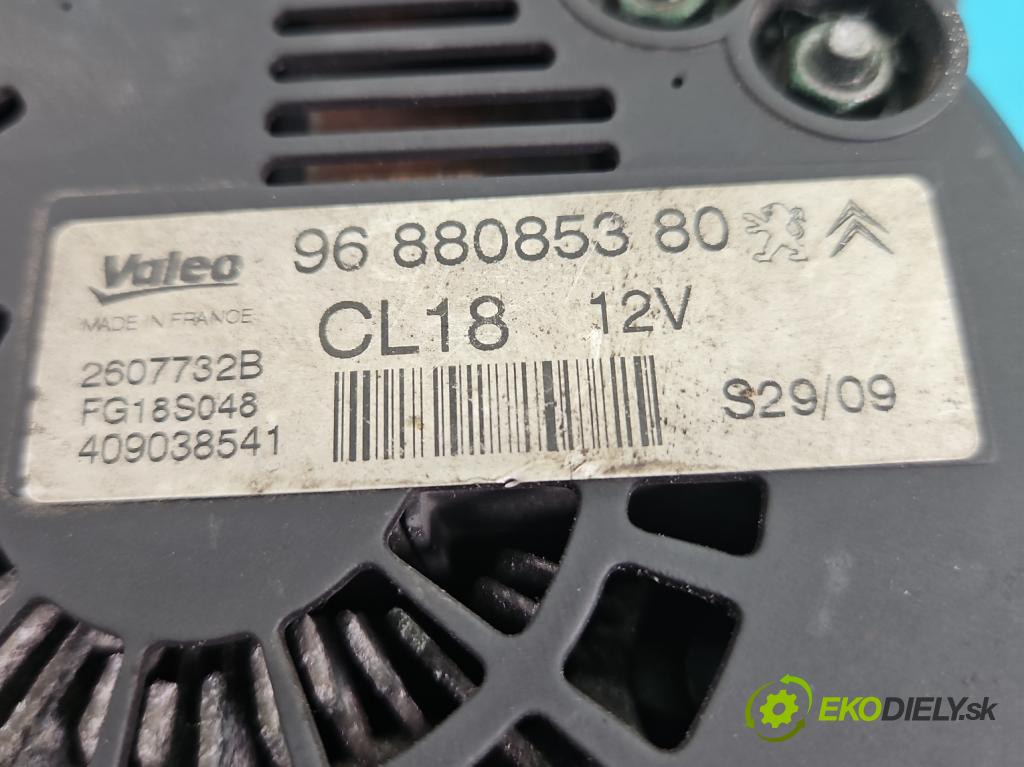 96 880853 80
Valeo
MADE IN FRANCE
CL18 12V
2607732B
FG18S048
409038541
S29/09
EKODIELY.sk